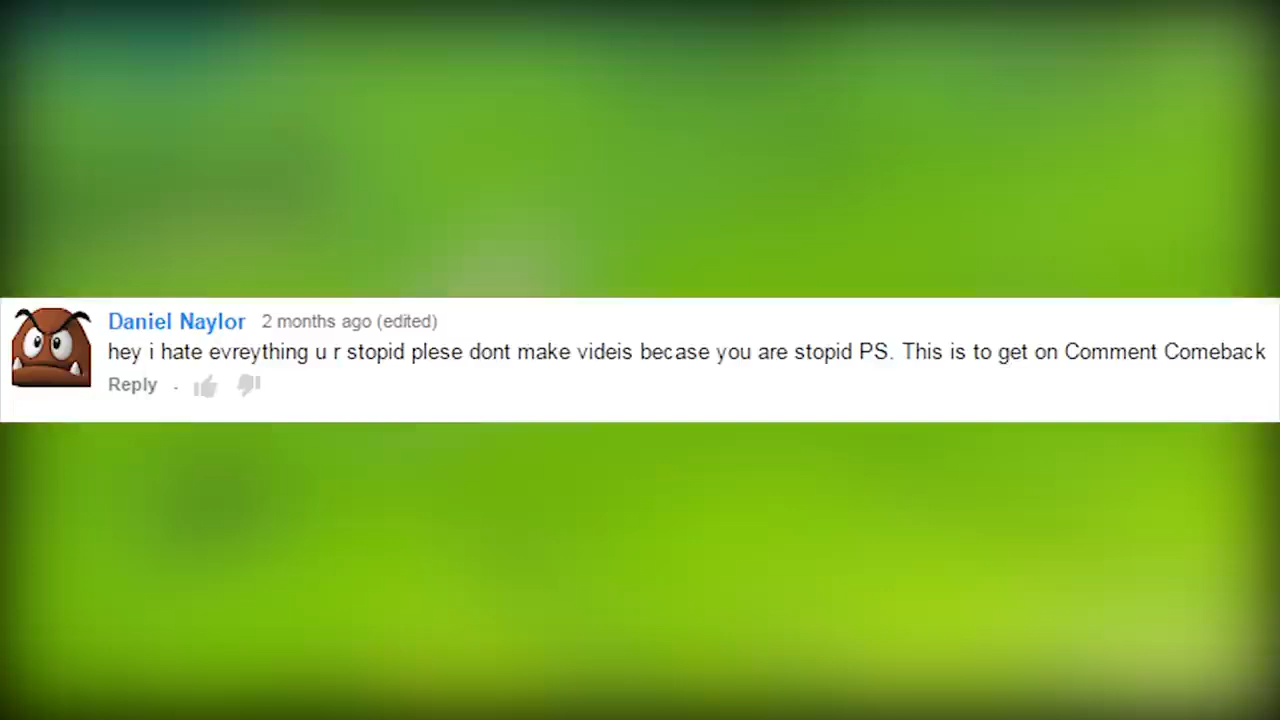 Daniel Naylor 2 months ago (edited)
hey i hate evreything u r stopid plese dont make videis becase you are stopid PS. This is to get on Comment Comeback
Reply .